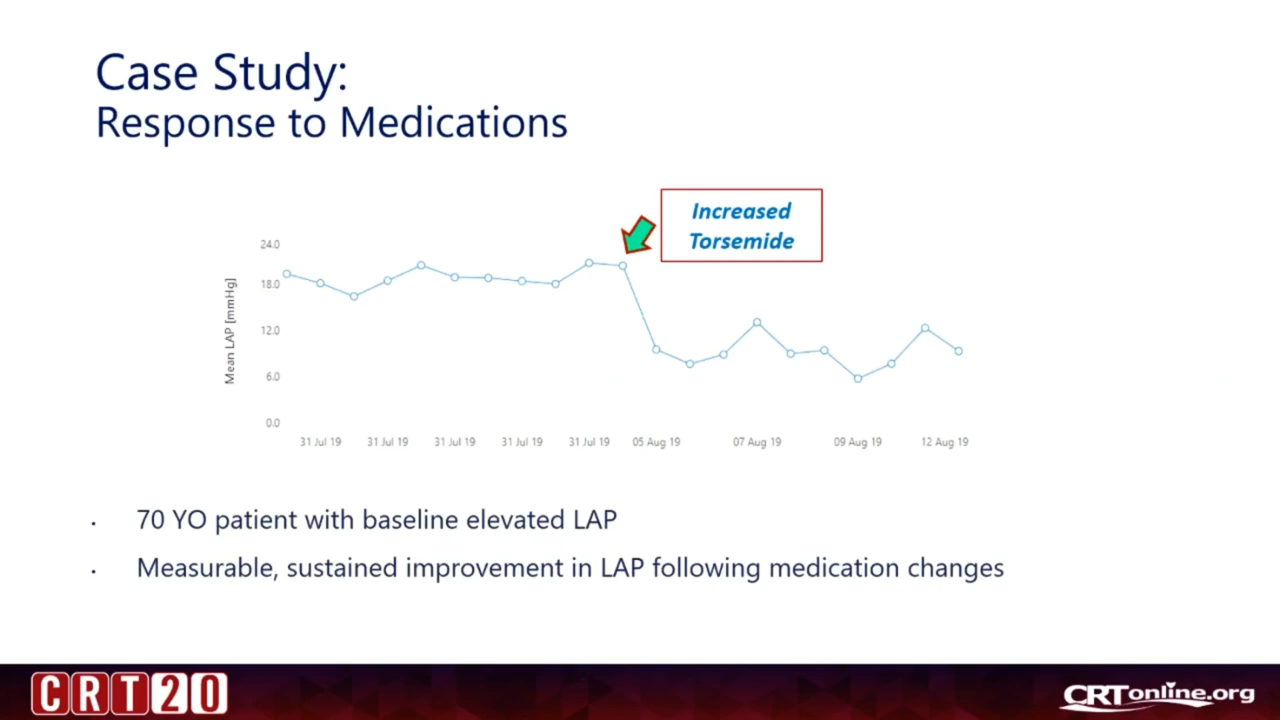 Case Study:
Response to Medications
Increased
Torsemide
24.0
18.0
12.0
6.0
0.0
Mean LAP [mmHg]
31 Jul 19 31 Jul 19 31 Jul 19 31 Jul 19 31 Jul 19 05 Aug 19 07 Aug 19 09 Aug 19 12 Aug 19
· 70 YO patient with baseline elevated LAP
· Measurable, sustained improvement in LAP following medication changes
CRT20
CRTonline.org